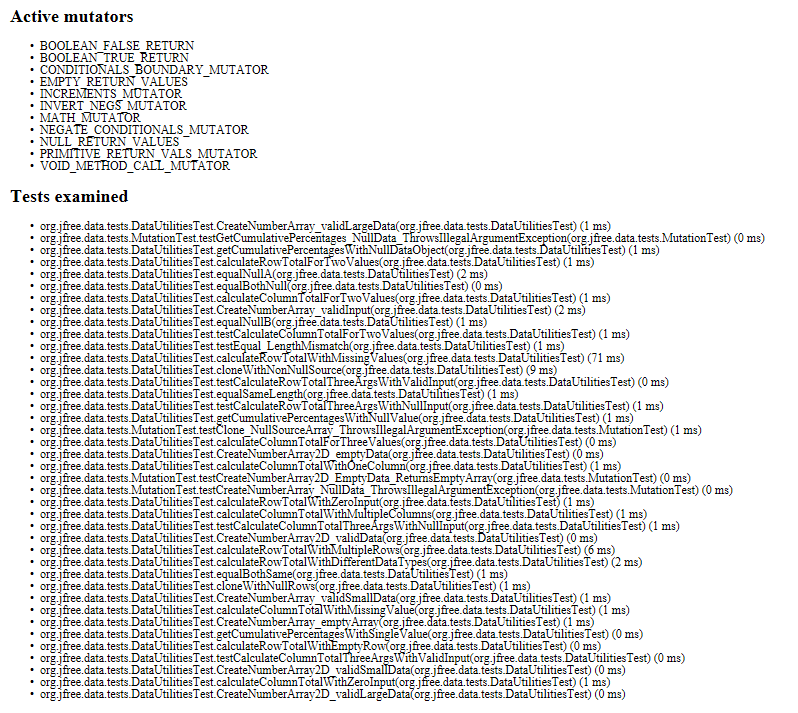 Active mutators
• BOOLEAN_FALSE_RETURN
• BOOLEAN_TRUE_RETURN
• CONDITIONALS_BOUNDARY_MUTATOR
• EMPTY_RETURN_VALUES
• INCREMENTS_MUTATOR
• INVERT_NEGS_MUTATOR
• MATH_MUTATOR
• NEGATE_CONDITIONALS_MUTATOR
• NULL_RETURN_VALUES
• PRIMITIVE_RETURN_VALS_MUTATOR
• VOID_METHOD_CALL_MUTATOR
Tests examined
• org.jfree.data.tests.DataUtilitiesTest.CreateNumberArray_validLargeData(org.jfree.data.tests.DataUtilitiesTest) (1 ms)
• org.jfree.data.tests.MutationTest.testGetCumulativePercentages_NullData_ThrowsIllegalArgumentException(org.jfree.data.tests.MutationTest) (0 ms)
• org.jfree.data.tests.DataUtilitiesTest.getCumulativePercentagesWithNullDataObject(org.jfree.data.tests.DataUtilitiesTest) (1 ms)
• org.jfree.data.tests.DataUtilitiesTest.calculateRowTotalForTwoValues(org.jfree.data.tests.DataUtilitiesTest) (1 ms)
• org.jfree.data.tests.DataUtilitiesTest.equalNullA(org.jfree.data.tests.DataUtilitiesTest) (2 ms)
• org.jfree.data.tests.DataUtilitiesTest.equalBothNull(org.jfree.data.tests.DataUtilitiesTest) (0 ms)
• org.jfree.data.tests.DataUtilitiesTest.calculateColumnTotalForTwoValues(org.jfree.data.tests.DataUtilitiesTest) (1 ms)
• org.jfree.data.tests.DataUtilitiesTest.CreateNumberArray_validInput(org.jfree.data.tests.DataUtilitiesTest) (2 ms)
• org.jfree.data.tests.DataUtilitiesTest.equalNullB(org.jfree.data.tests.DataUtilitiesTest) (1 ms)
• org.jfree.data.tests.DataUtilitiesTest.testCalculateColumnTotalForTwoValues(org.jfree.data.tests.DataUtilitiesTest) (1 ms)
• org.jfree.data.tests.DataUtilitiesTest.testEqual_LengthMismatch(org.jfree.data.tests.DataUtilitiesTest) (1 ms)
• org.jfree.data.tests.DataUtilitiesTest.calculateRowTotalWithMissingValues(org.jfree.data.tests.DataUtilitiesTest) (71 ms)
• org.jfree.data.tests.DataUtilitiesTest.cloneWithNonNullSource(org.jfree.data.tests.DataUtilitiesTest) (9 ms)
• org.jfree.data.tests.DataUtilitiesTest.testCalculateRowTotalThreeArgsWithValidInput(org.jfree.data.tests.DataUtilitiesTest) (0 ms)
• org.jfree.data.tests.DataUtilitiesTest.equalSameLength(org.jfree.data.tests.DataUtilitiesTest) (1 ms)
• org.jfree.data.tests.DataUtilitiesTest.testCalculateRowTotalThreeArgsWithNullInput(org.jfree.data.tests.DataUtilitiesTest) (1 ms)
• org.jfree.data.tests.DataUtilitiesTest.getCumulativePercentagesWithNullValue(org.jfree.data.tests.DataUtilitiesTest) (1 ms)
• org.jfree.data.tests.MutationTest.testClone_NullSourceArray_ThrowsIllegalArgumentException(org.jfree.data.tests.MutationTest) (1 ms)
• org.jfree.data.tests.DataUtilitiesTest.calculateColumnTotalForThreeValues(org.jfree.data.tests.DataUtilitiesTest) (0 ms)
• org.jfree.data.tests.DataUtilitiesTest.CreateNumberArray2D_emptyData(org.jfree.data.tests.DataUtilitiesTest) (0 ms)
• org.jfree.data.tests.DataUtilitiesTest.calculateColumnTotalWithOneColumn(org.jfree.data.tests.DataUtilitiesTest) (1 ms)
• org.jfree.data.tests.MutationTest.testCreateNumberArray2D_EmptyData_ReturnsEmptyArray(org.jfree.data.tests.MutationTest) (0 ms)
• org.jfree.data.tests.MutationTest.testCreateNumberArray_NullData_ThrowsIllegalArgumentException(org.jfree.data.tests.MutationTest) (0 ms)
• org.jfree.data.tests.DataUtilitiesTest.calculateRowTotalWithZeroInput(org.jfree.data.tests.DataUtilitiesTest) (1 ms)
• org.jfree.data.tests.DataUtilitiesTest.calculateColumnTotalWithMultipleColumns(org.jfree.data.tests.DataUtilitiesTest) (1 ms)
• org.jfree.data.tests.DataUtilitiesTest.testCalculateColumnTotalThreeArgsWithNullInput(org.jfree.data.tests.DataUtilitiesTest) (1 ms)
• org.jfree.data.tests.DataUtilitiesTest.CreateNumberArray2D_validData(org.jfree.data.tests.DataUtilitiesTest) (0 ms)
• org.jfree.data.tests.DataUtilitiesTest.calculateRowTotalWithMultipleRows(org.jfree.data.tests.DataUtilitiesTest) (6 ms)
• org.jfree.data.tests.DataUtilitiesTest.calculateRowTotalWithDifferentDataTypes(org.jfree.data.tests.DataUtilitiesTest) (2 ms)
• org.jfree.data.tests.DataUtilitiesTest.equalBothSame(org.jfree.data.tests.DataUtilitiesTest) (1 ms)
• org.jfree.data.tests.DataUtilitiesTest.cloneWithNullRows(org.jfree.data.tests.DataUtilitiesTest) (1 ms)
• org.jfree.data.tests.DataUtilitiesTest.CreateNumberArray_validSmallData(org.jfree.data.tests.DataUtilitiesTest) (1 ms)
• org.jfree.data.tests.DataUtilitiesTest.calculateColumnTotalWithMissingValue(org.jfree.data.tests.DataUtilitiesTest) (1 ms)
• org.jfree.data.tests.DataUtilitiesTest.CreateNumberArray_emptyArray(org.jfree.data.tests.DataUtilitiesTest) (1 ms)
• org.jfree.data.tests.DataUtilitiesTest.getCumulativePercentagesWithSingleValue(org.jfree.data.tests.DataUtilitiesTest) (0 ms)
• org.jfree.data.tests.DataUtilitiesTest.calculateRowTotalWithEmptyRow(org.jfree.data.tests.DataUtilitiesTest) (0 ms)
• org.jfree.data.tests.DataUtilitiesTest.testCalculateColumnTotalThreeArgsWithValidInput(org.jfree.data.tests.DataUtilitiesTest) (0 ms)
• org.jfree.data.tests.DataUtilitiesTest.CreateNumberArray2D_validSmallData(org.jfree.data.tests.DataUtilitiesTest) (0 ms)
• org.jfree.data.tests.DataUtilitiesTest.calculateColumnTotalWithZeroInput(org.jfree.data.tests.DataUtilitiesTest) (1 ms)
• org.jfree.data.tests.DataUtilitiesTest.CreateNumberArray2D_validLargeData(org.jfree.data.tests.DataUtilitiesTest) (0 ms)